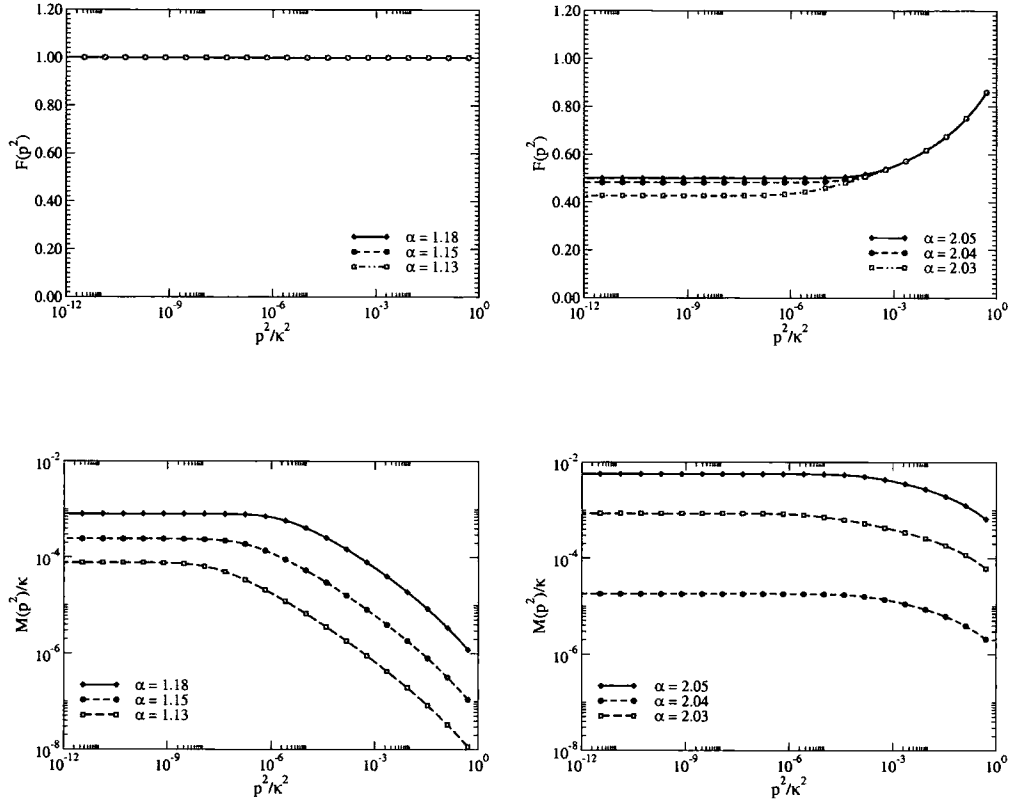 1.20
1.00
0.80
0.60
0.40
0.20
0.00
F(p²)
α = 1.18
α = 1.15
α = 1.13
10⁻¹² 10⁻⁹ 10⁻⁶ 10⁻³ 10⁰
p²/κ²
1.20
1.00
0.80
0.60
0.40
0.20
0.00
F(p²)
α = 2.05
α = 2.04
α = 2.03
10⁻¹² 10⁻⁹ 10⁻⁶ 10⁻³ 10⁰
p²/κ²
10⁻²
10⁻⁴
10⁻⁶
10⁻⁸
M(p²)/κ
α = 1.18
α = 1.15
α = 1.13
10⁻¹² 10⁻⁹ 10⁻⁶ 10⁻³ 10⁰
p²/κ²
10⁻²
10⁻⁴
10⁻⁶
10⁻⁸
M(p²)/κ
α = 2.05
α = 2.04
α = 2.03
10⁻¹² 10⁻⁹ 10⁻⁶ 10⁻³ 10⁰
p²/κ²